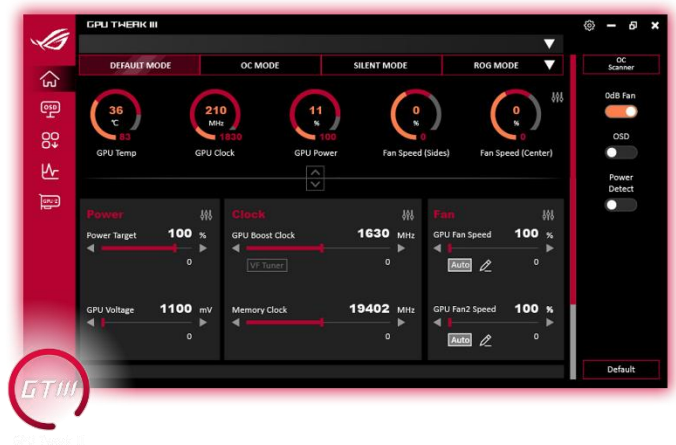 GPU TWEAK III
DEFAULT MODE
OC MODE
SILENT MODE
ROG MODE
OC
Scanner
36
℃
83
GPU Temp
210
MHz
1830
GPU Clock
11
%
100
GPU Power
0
%
0
Fan Speed (Sides)
0
%
0
Fan Speed (Center)
0dB Fan
OSD
Power
Detect
OSD
GPU-Z
Power
Power Target 100 %
0
GPU Voltage 1100 mV
0
Clock
GPU Boost Clock 1630 MHz
VF Tuner
0
Memory Clock 19402 MHz
0
Fan
GPU Fan Speed 100 %
Auto
0
GPU Fan2 Speed 100 %
Auto
0
Default
GTIII